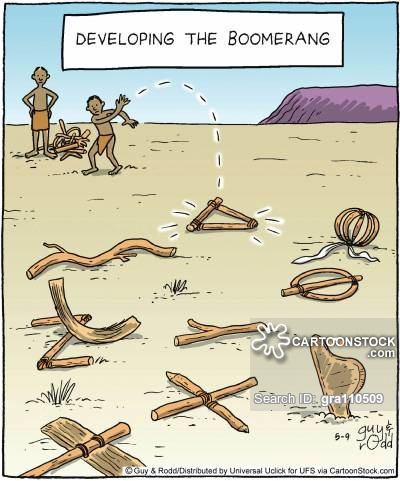 DEVELOPING THE BOOMERANG
CARTOONSTOCK
.com
Search ID: gra110509
guy &
rodd
5-9
© Guy & Rodd/Distributed by Universal Uclick for UFS via CartoonStock.com